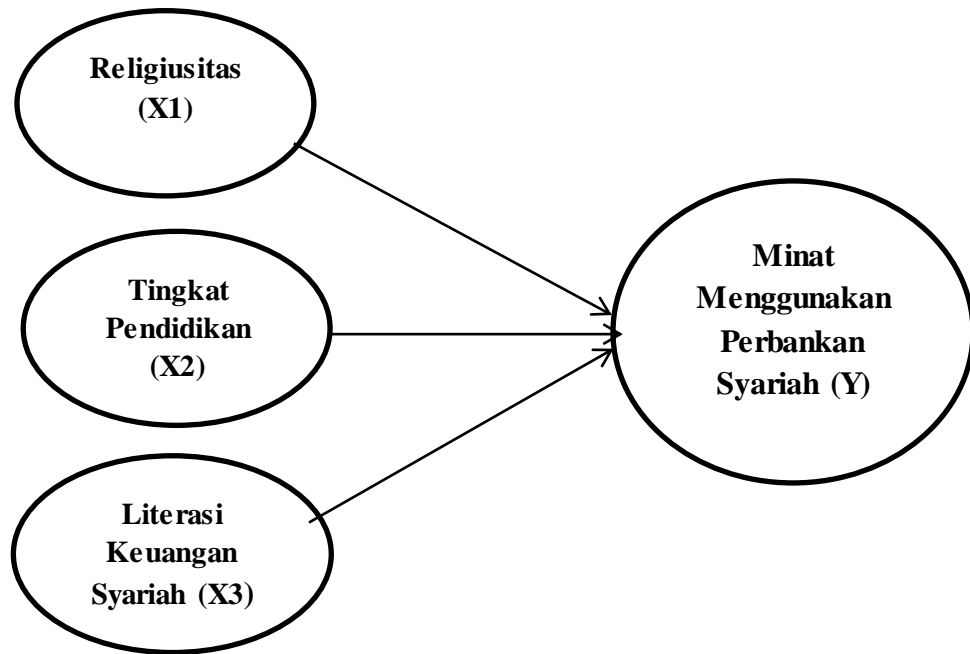 Religiusitas
(X1)
Tingkat
Pendidikan
(X2)
Literasi
Keuangan
Syariah (X3)
Minat
Menggunakan
Perbankan
Syariah (Y)